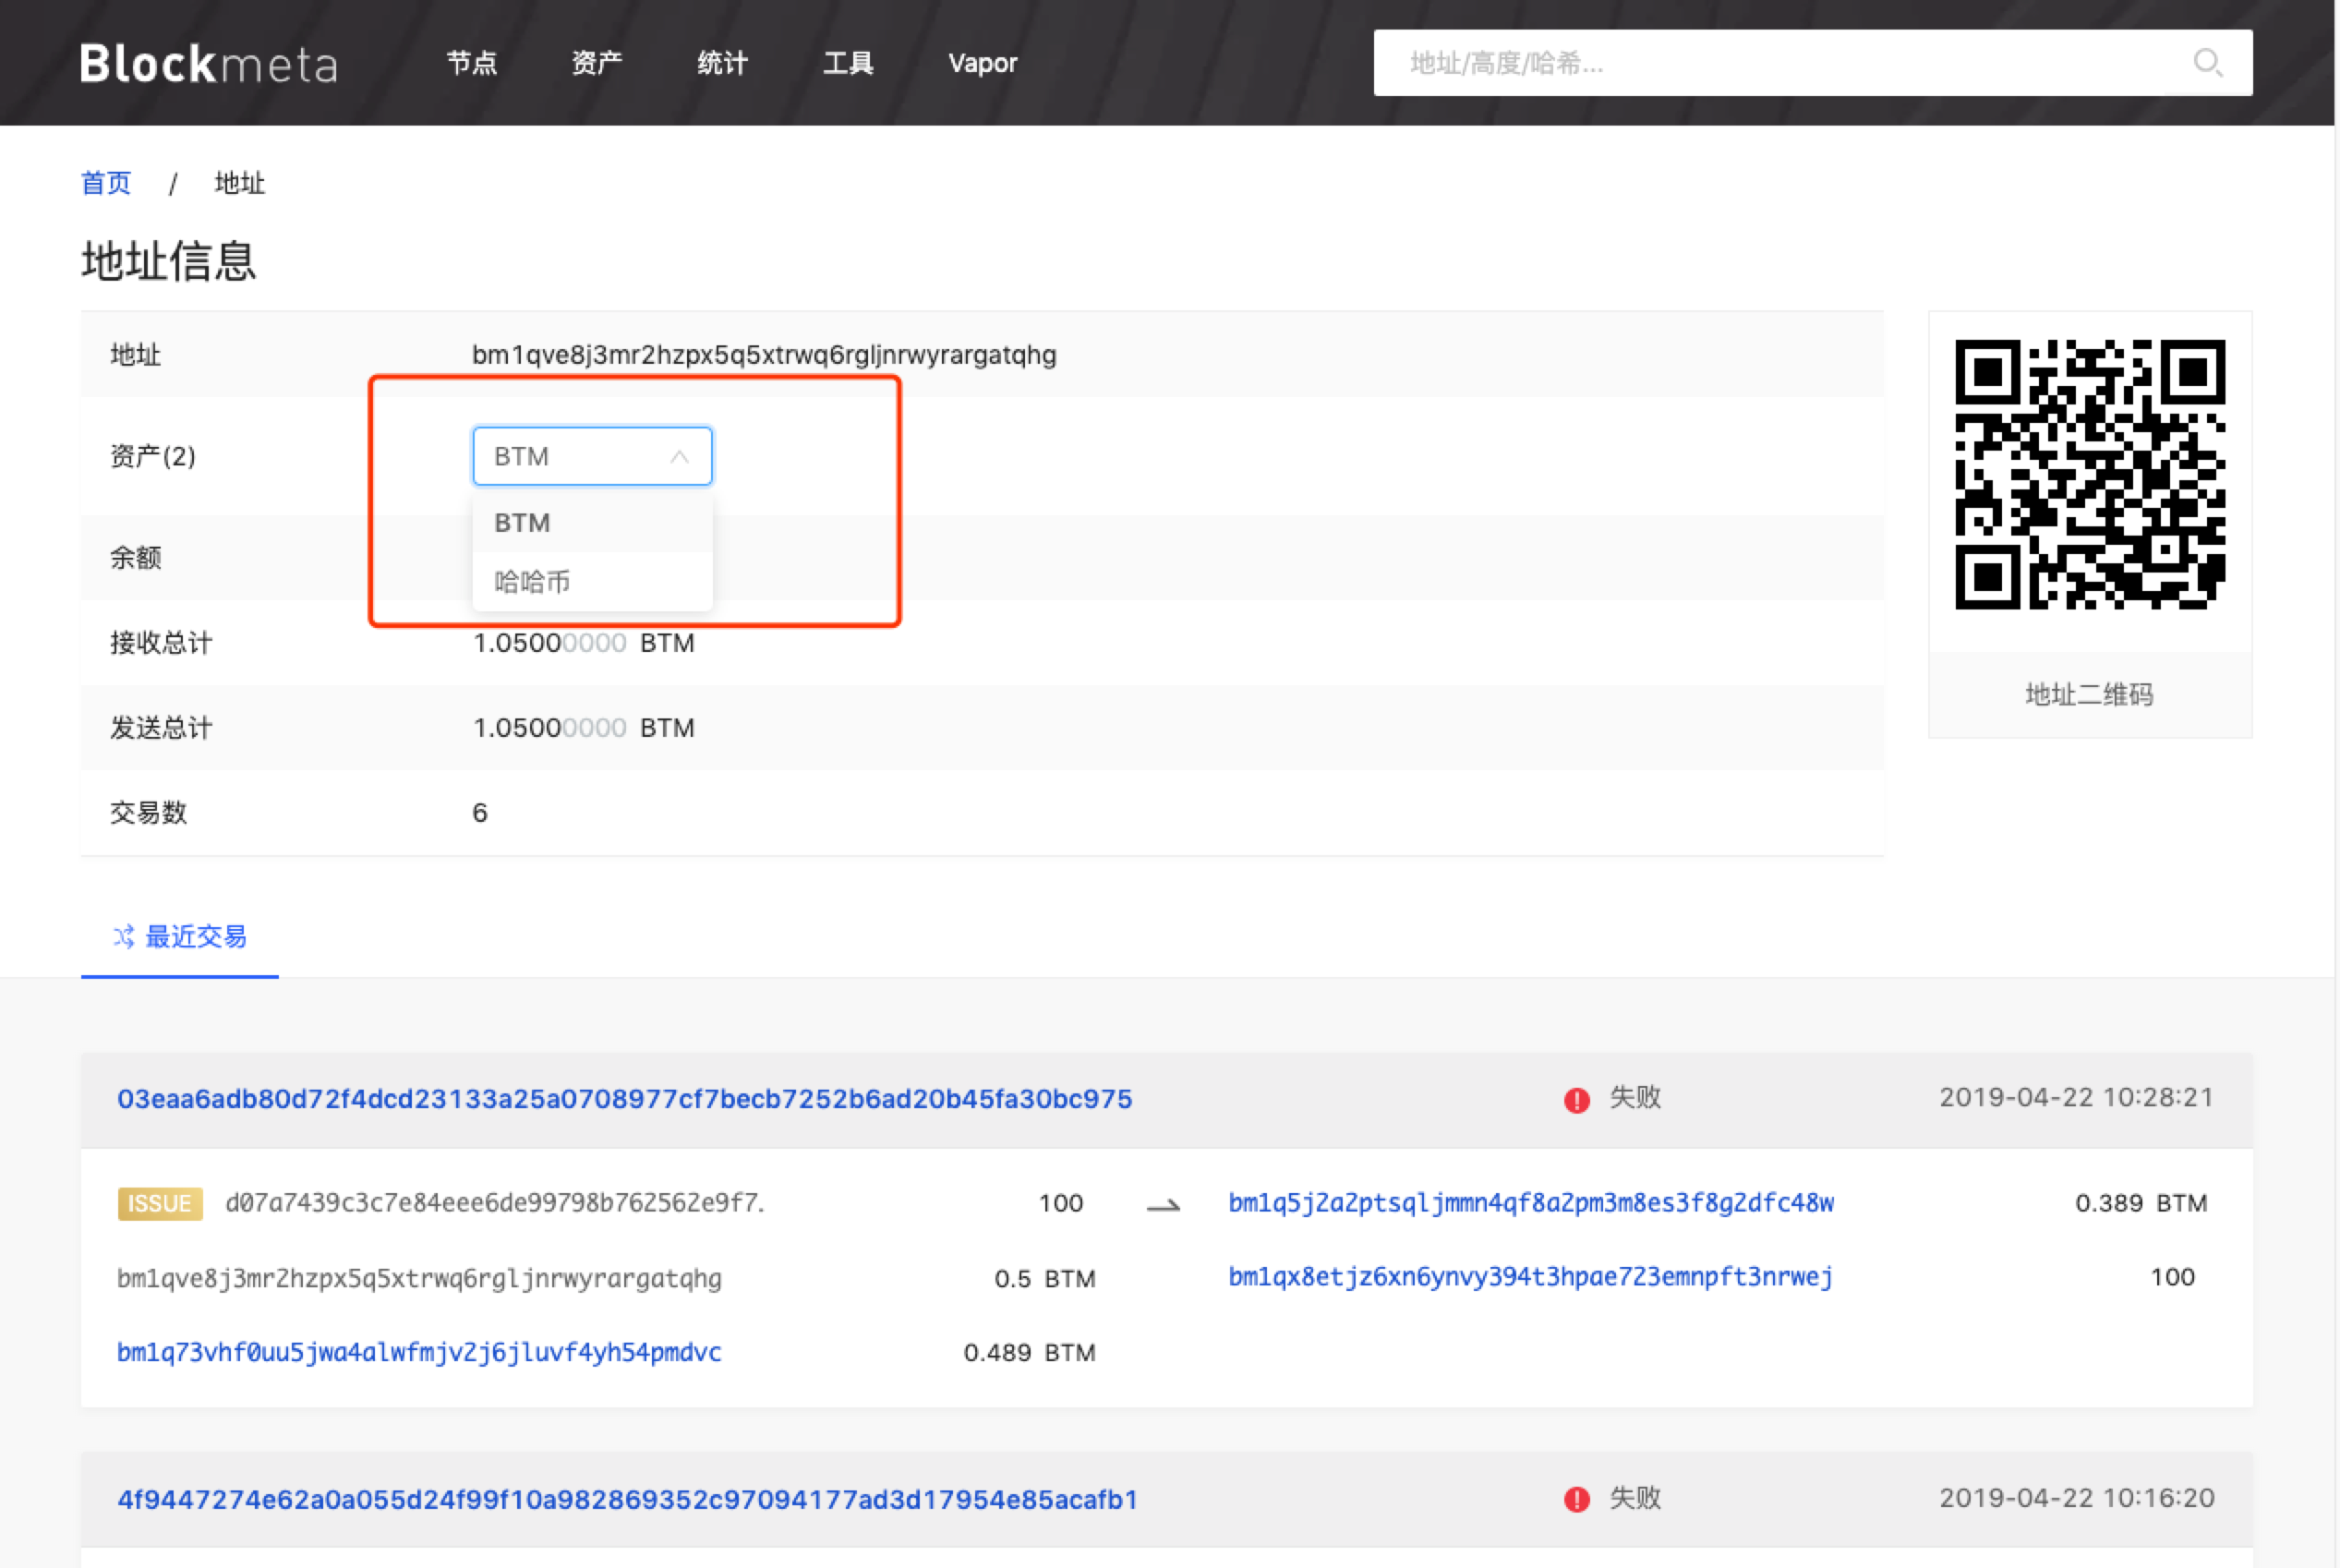 Blockmeta 节点 资产 统计 工具 Vapor 地址/高度/哈希...
首页 / 地址
地址信息
地址 bm1qve8j3mr2hzpx5q5xtrwq6rgljnrwyrargatqhg
资产(2) BTM
BTM
余额
哈哈币
接收总计 1.05000000 BTM
发送总计 1.05000000 BTM
地址二维码
交易数 6
最近交易
03eaa6adb80d72f4dcd23133a25a0708977cf7becb7252b6ad20b45fa30bc975 失败 2019-04-22 10:28:21
ISSUE d07a7439c3c7e84eee6de99798b762562e9f7. 100 bm1q5j2a2ptsqljmmn4qf8a2pm3m8es3f8g2dfc48w 0.389 BTM
bm1qve8j3mr2hzpx5q5xtrwq6rgljnrwyrargatqhg 0.5 BTM bm1qx8etjz6xn6ynvy394t3hpae723emnpft3nrwej 100
bm1q73vhf0uu5jwa4alwfmjv2j6jluvf4yh54pmdvc 0.489 BTM
4f9447274e62a0a055d24f99f10a982869352c97094177ad3d17954e85acafb1 失败 2019-04-22 10:16:20